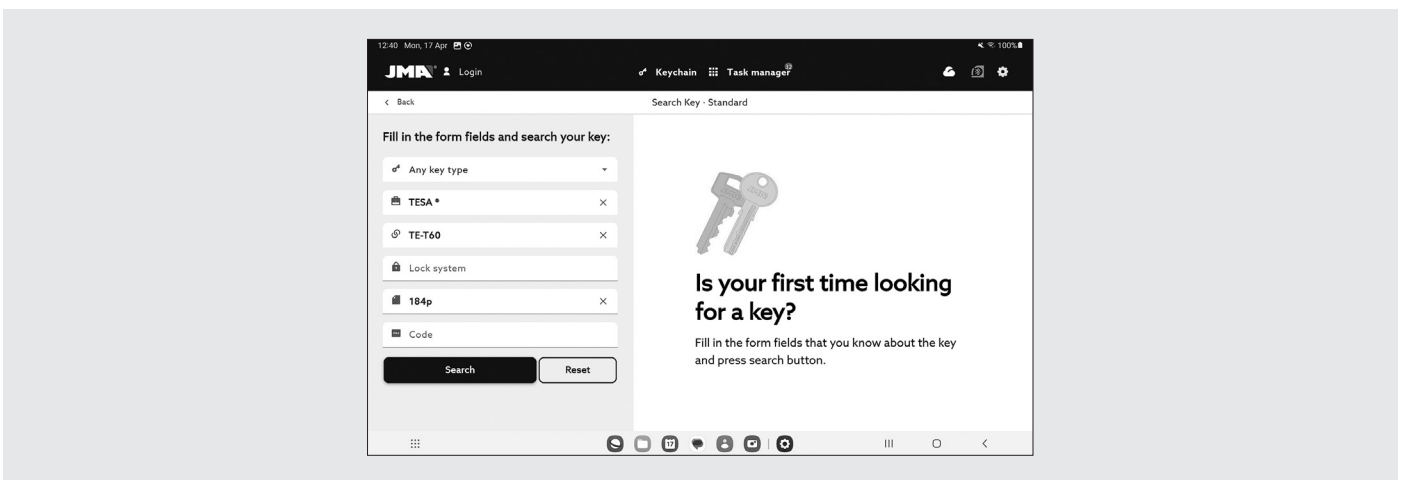 12:40 Mon, 17 Apr 100%
JMA® Login Keychain Task manager 32
Back Search Key - Standard
Fill in the form fields and search your key:
Any key type
TESA ®
TE-T60
Lock system
184p
Code
Search Reset
Is your first time looking
for a key?
Fill in the form fields that you know about the key
and press search button.
17